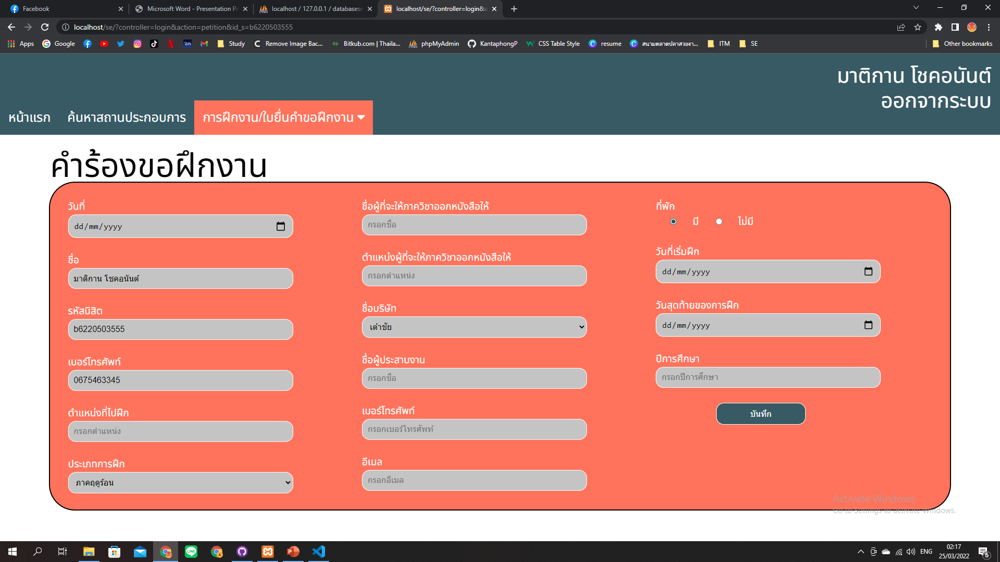 Facebook
Microsoft Word - Presentation Pr
localhost / 127.0.0.1 / databasese
localhost/se/?controller=login&a
localhost/se/?controller=login&action=petition&id_s=b6220503555
Apps
Google
Study
Remove Image Bac...
Bitkub.com | Thaila...
phpMyAdmin
KantaphongP
CSS Table Style
resume
สนามตลาดปลาสวยงา...
ITM
SE
Other bookmarks
มาติกาน โชคอนันต์
ออกจากระบบ
หน้าแรก
ค้นหาสถานประกอบการ
การฝึกงาน/ใบยื่นคำขอฝึกงาน
คำร้องขอฝึกงาน
วันที่
dd/mm/yyyy
ชื่อ
มาติกาน โชคอนันต์
รหัสนิสิต
b6220503555
เบอร์โทรศัพท์
0675463345
ตำแหน่งที่ไปฝึก
กรอกตำแหน่ง
ประเภทการฝึก
ภาคฤดูร้อน
ชื่อผู้ที่จะให้ภาควิชาออกหนังสือให้
กรอกชื่อ
ตำแหน่งผู้ที่จะให้ภาควิชาออกหนังสือให้
กรอกตำแหน่ง
ชื่อบริษัท
เต๋าชัย
ชื่อผู้ประสานงาน
กรอกชื่อ
เบอร์โทรศัพท์
กรอกเบอร์โทรศัพท์
อีเมล
กรอกอีเมล
ที่พัก
มี
ไม่มี
วันที่เริ่มฝึก
dd/mm/yyyy
วันสุดท้ายของการฝึก
dd/mm/yyyy
ปีการศึกษา
กรอกปีการศึกษา
บันทึก
Activate Windows
Go to Settings to activate Windows.
LINE
ENG
02:17
25/03/2022
6